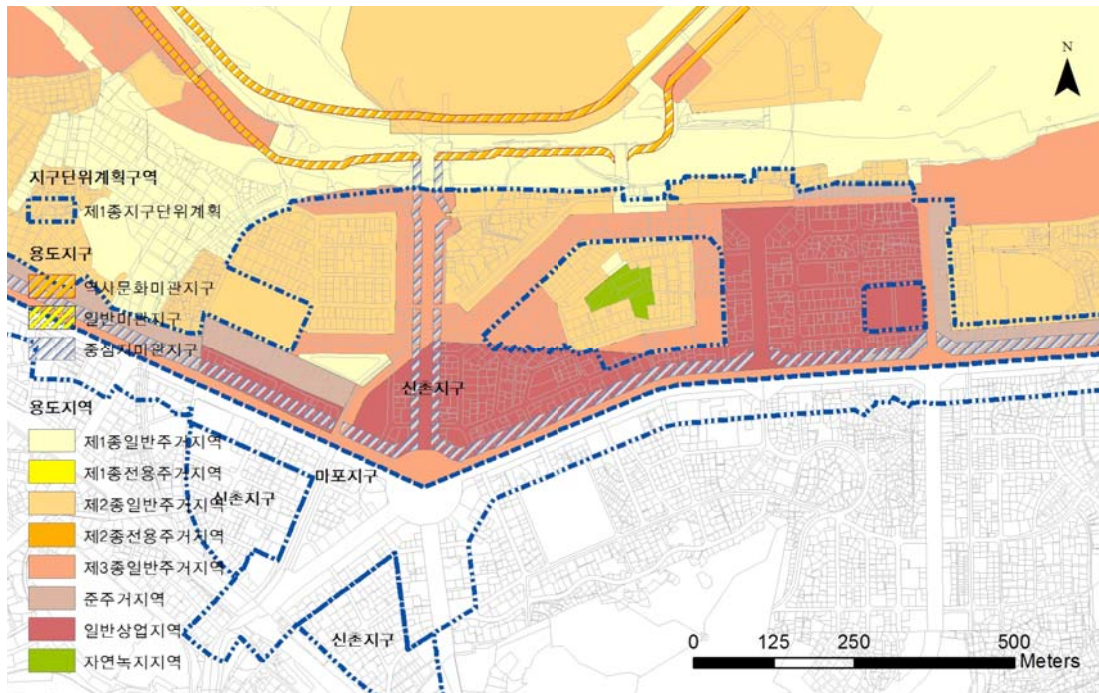 N
지구단위계획구역
제1종지구단위계획
용도지구
역사문화미관지구
일반미관지구
중심지미관지구
용도지역
제1종일반주거지역
제1종전용주거지역
제2종일반주거지역
제2종전용주거지역
제3종일반주거지역
준주거지역
일반상업지역
자연녹지지역
신촌지구
마포지구
신촌지구
신촌지구
0 125 250 500
Meters